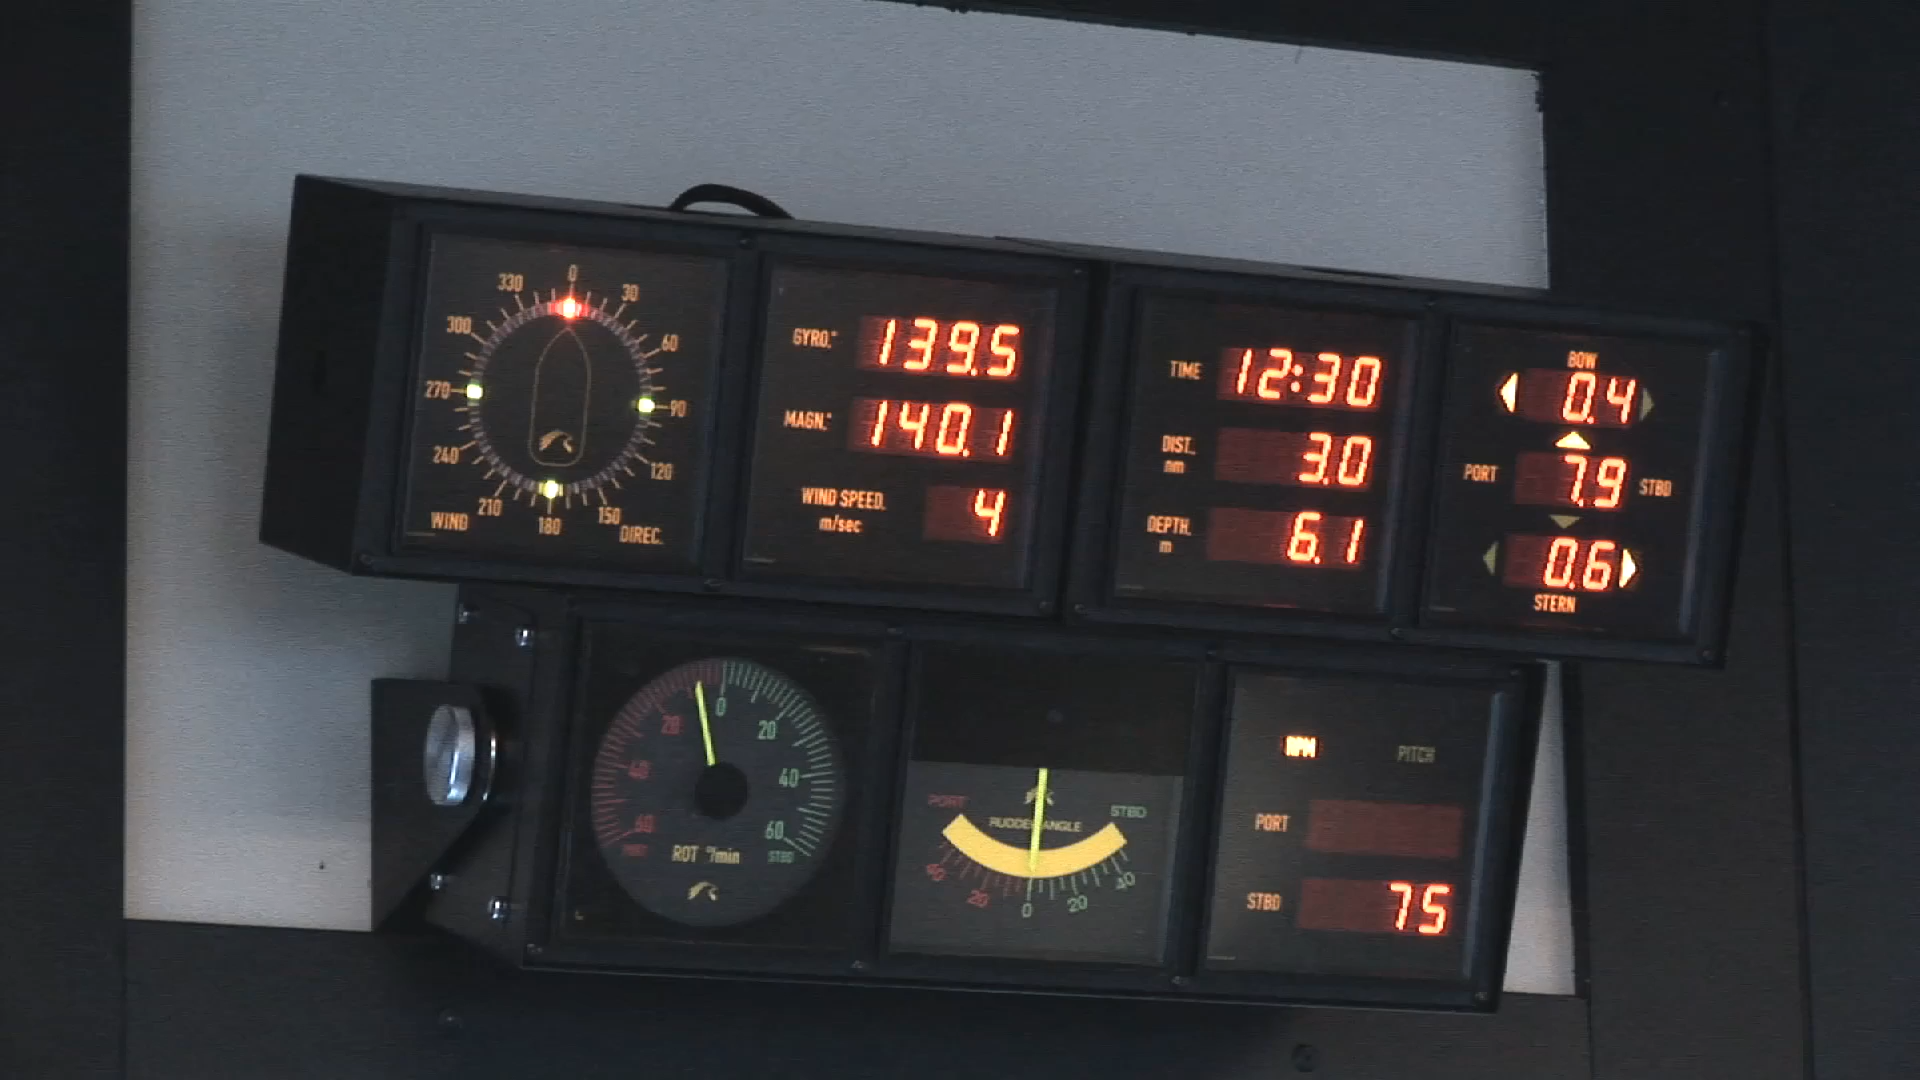 0
330
30
300
60
270
90
240
120
210
150
180
WIND
DIREC.
GYRO.°
139.5
MAGN.°
140.1
WIND SPEED.
m/sec
4
TIME
12:30
DIST.
nm
3.0
DEPTH.
m
6.1
BOW
0.4
PORT
7.9
STBD
0.6
STERN
0
20
20
40
40
60
60
ROT °/min
STBD
PORT
STBD
RUDDER ANGLE
40
20
0
20
40
RPM
PITCH
PORT
STBD
75